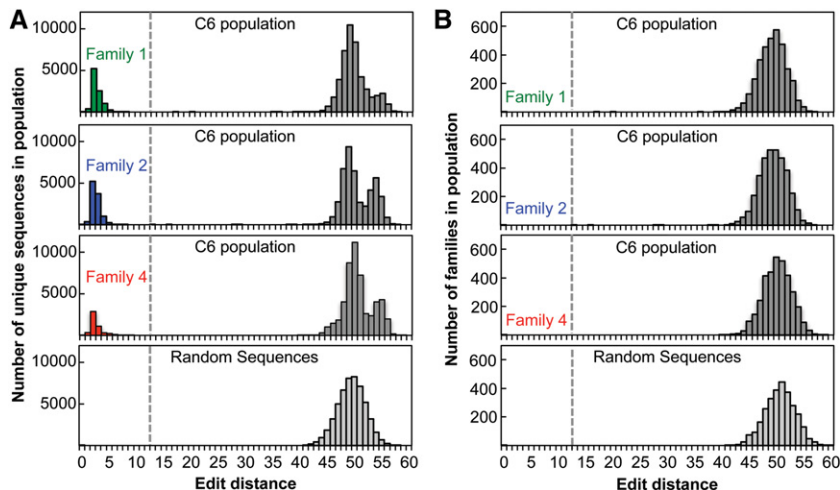 A
Number of unique sequences in population
10000
5000
Family 1
C6 population
10000
5000
Family 2
C6 population
10000
5000
Family 4
C6 population
10000
5000
Random Sequences
0 5 10 15 20 25 30 35 40 45 50 55 60
Edit distance
B
Number of families in population
600
400
200
Family 1
C6 population
600
400
200
Family 2
C6 population
600
400
200
Family 4
C6 population
600
400
200
Random Sequences
0 5 10 15 20 25 30 35 40 45 50 55 60
Edit distance